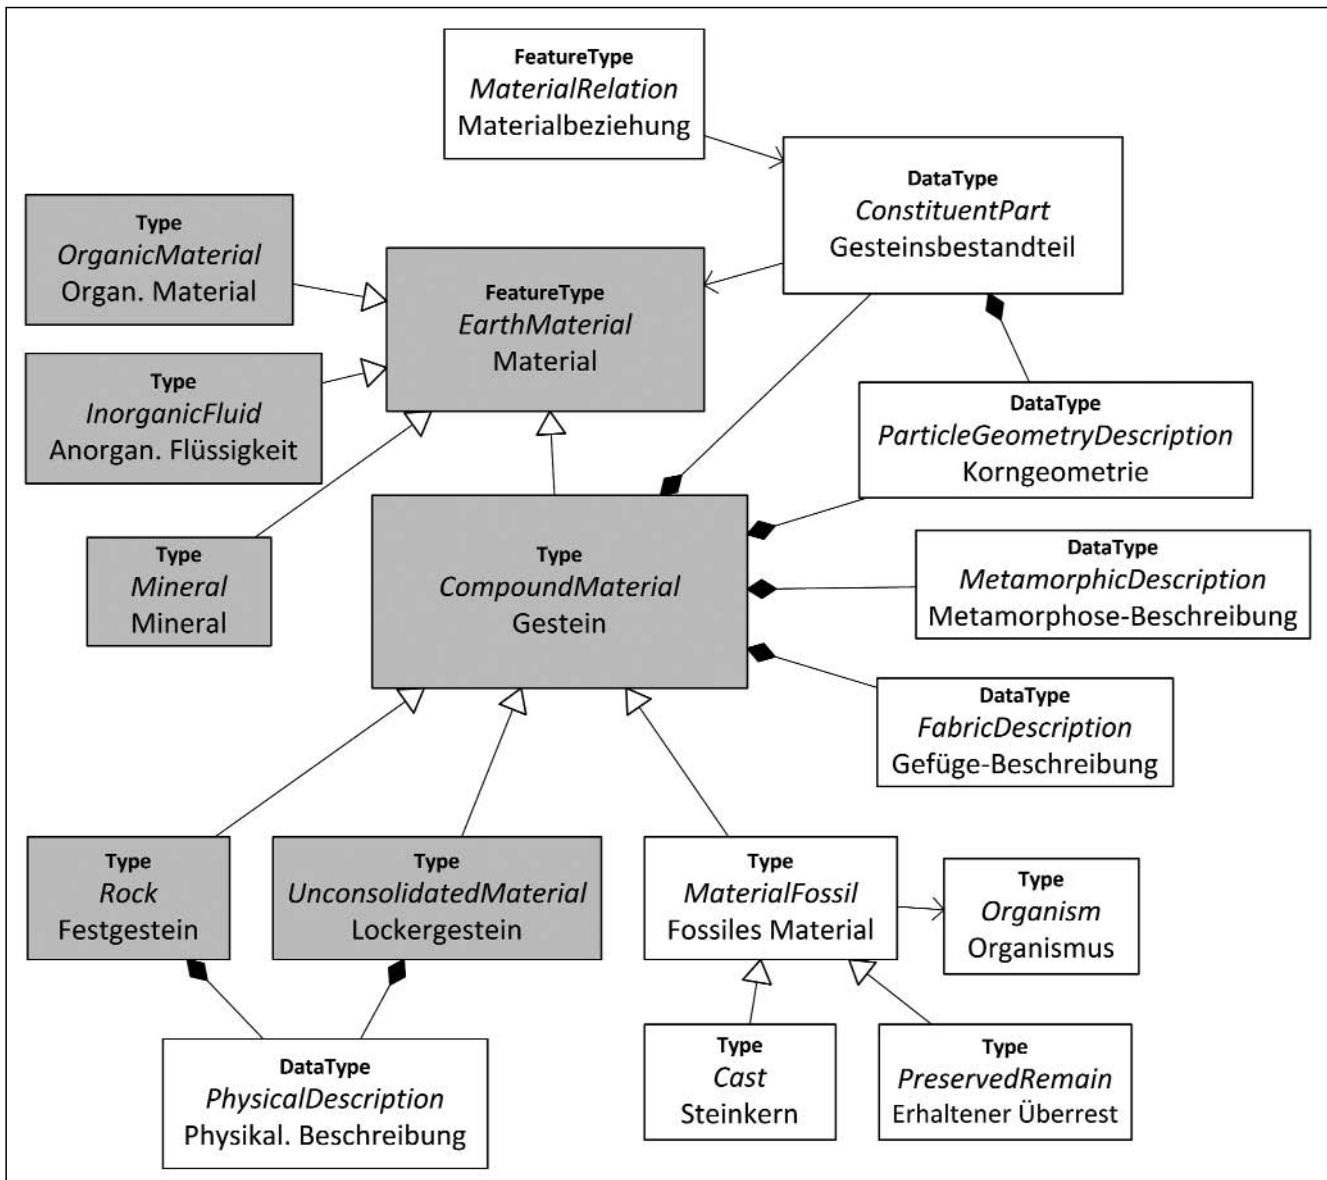 FeatureType
MaterialRelation
Materialbeziehung
DataType
ConstituentPart
Gesteinsbestandteil
Type
OrganicMaterial
Organ. Material
FeatureType
EarthMaterial
Material
Type
InorganicFluid
Anorgan. Flüssigkeit
DataType
ParticleGeometryDescription
Korngeometrie
Type
Mineral
Mineral
Type
CompoundMaterial
Gestein
DataType
MetamorphicDescription
Metamorphose-Beschreibung
DataType
FabricDescription
Gefüge-Beschreibung
Type
Rock
Festgestein
Type
UnconsolidatedMaterial
Lockergestein
Type
MaterialFossil
Fossiles Material
Type
Organism
Organismus
DataType
PhysicalDescription
Physikal. Beschreibung
Type
Cast
Steinkern
Type
PreservedRemain
Erhaltener Überrest